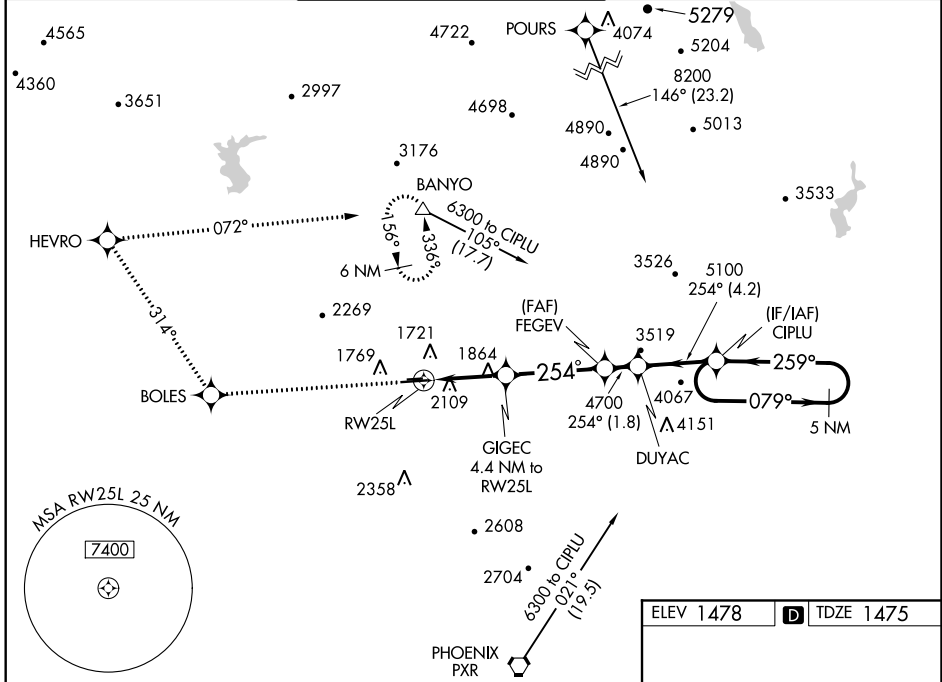 4565
4722
POURS
4074
5279
5204
4360
3651
2997
8200
146° (23.2)
4698
4890
5013
4890
3176
BANYO
3533
6300 to CIPLU
105°
(17.7)
156°
336°
072°
HEVRO
6 NM
3526
5100
254° (4.2)
(FAF)
FEGEV
(IF/IAF)
CIPLU
314°
2269
1721
3519
1769
1864
254°
259°
BOLES
2109
4700
254° (1.8)
4067
079°
RW25L
4151
5 NM
GIGEC
4.4 NM to
RW25L
DUYAC
2358
MSA RW25L 25 NM
7400
2608
2704
6300 to CIPLU
021°
(19.5)
ELEV 1478 D TDZE 1475
PHOENIX
PXR